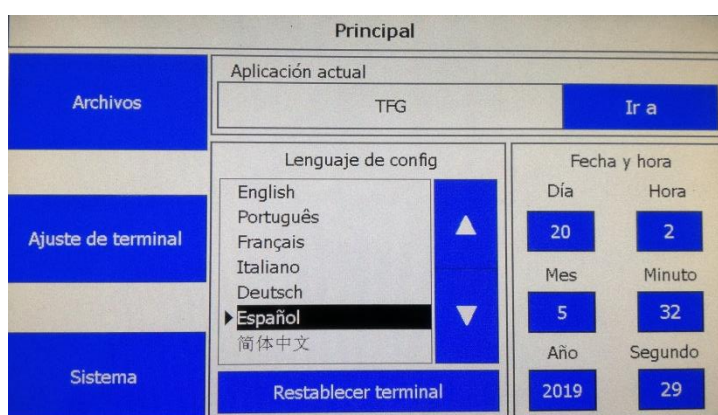 Principal
Archivos
Ajuste de terminal
Sistema
Aplicación actual
TFG
Ir a
Lenguaje de config
English
Português
Français
Italiano
Deutsch
Español
简体中文
Restablecer terminal
Fecha y hora
Día Hora
20 2
Mes Minuto
5 32
Año Segundo
2019 29